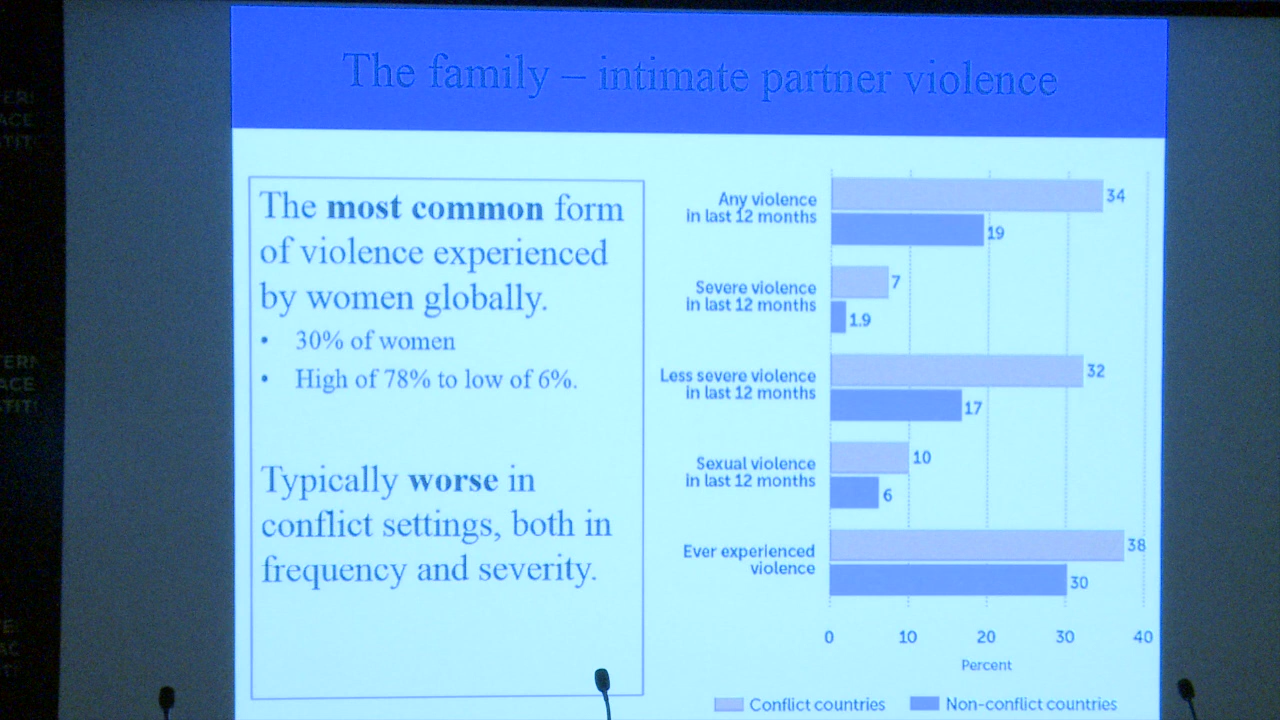 The family – intimate partner violence
The most common form
of violence experienced
by women globally.
• 30% of women
• High of 78% to low of 6%.
Typically worse in
conflict settings, both in
frequency and severity.
Any violence
in last 12 months
34
19
Severe violence
in last 12 months
7
1.9
Less severe violence
in last 12 months
32
17
Sexual violence
in last 12 months
10
6
Ever experienced
violence
38
30
0 10 20 30 40
Percent
Conflict countries Non-conflict countries